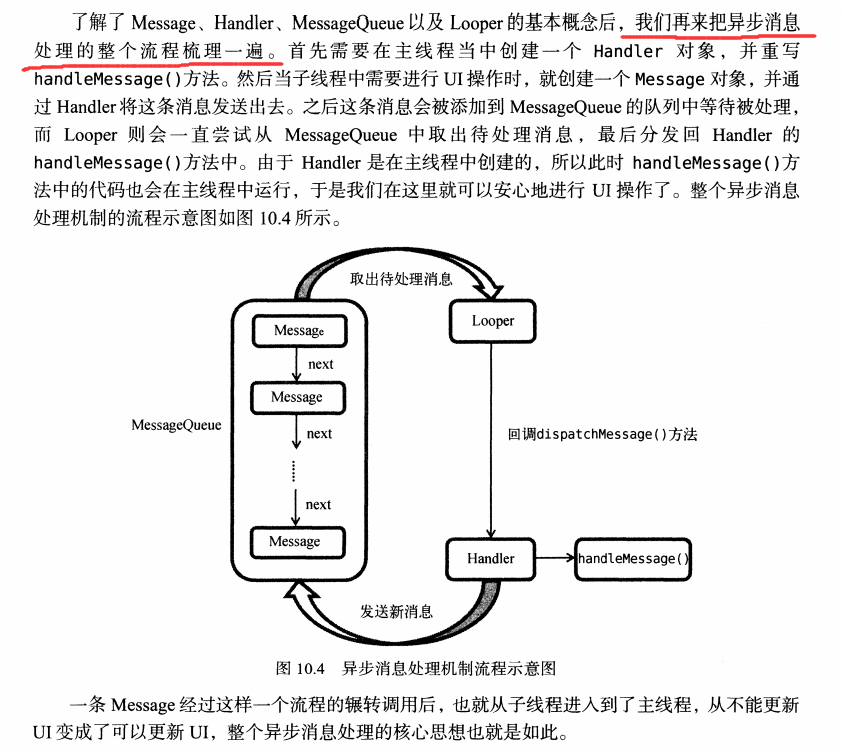 了解了 Message、Handler、MessageQueue 以及 Looper 的基本概念后，我们再来把异步消息
处理的整个流程梳理一遍。首先需要在主线程当中创建一个 Handler 对象，并重写
handleMessage()方法。然后当子线程中需要进行 UI 操作时，就创建一个 Message 对象，并通
过 Handler 将这条消息发送出去。之后这条消息会被添加到 MessageQueue 的队列中等待被处理，
而 Looper 则会一直尝试从 MessageQueue 中取出待处理消息，最后分发回 Handler 的
handleMessage()方法中。由于 Handler 是在主线程中创建的，所以此时 handleMessage()方
法中的代码也会在主线程中运行，于是我们在这里就可以安心地进行 UI 操作了。整个异步消息
处理机制的流程示意图如图 10.4 所示。
取出待处理消息
Message
Looper
next
Message
MessageQueue
next
回调dispatchMessage()方法
next
Message
Handler
handleMessage()
发送新消息
图 10.4 异步消息处理机制流程示意图
一条 Message 经过这样一个流程的辗转调用后，也就从子线程进入到了主线程，从不能更新
UI 变成了可以更新 UI，整个异步消息处理的核心思想也就是如此。